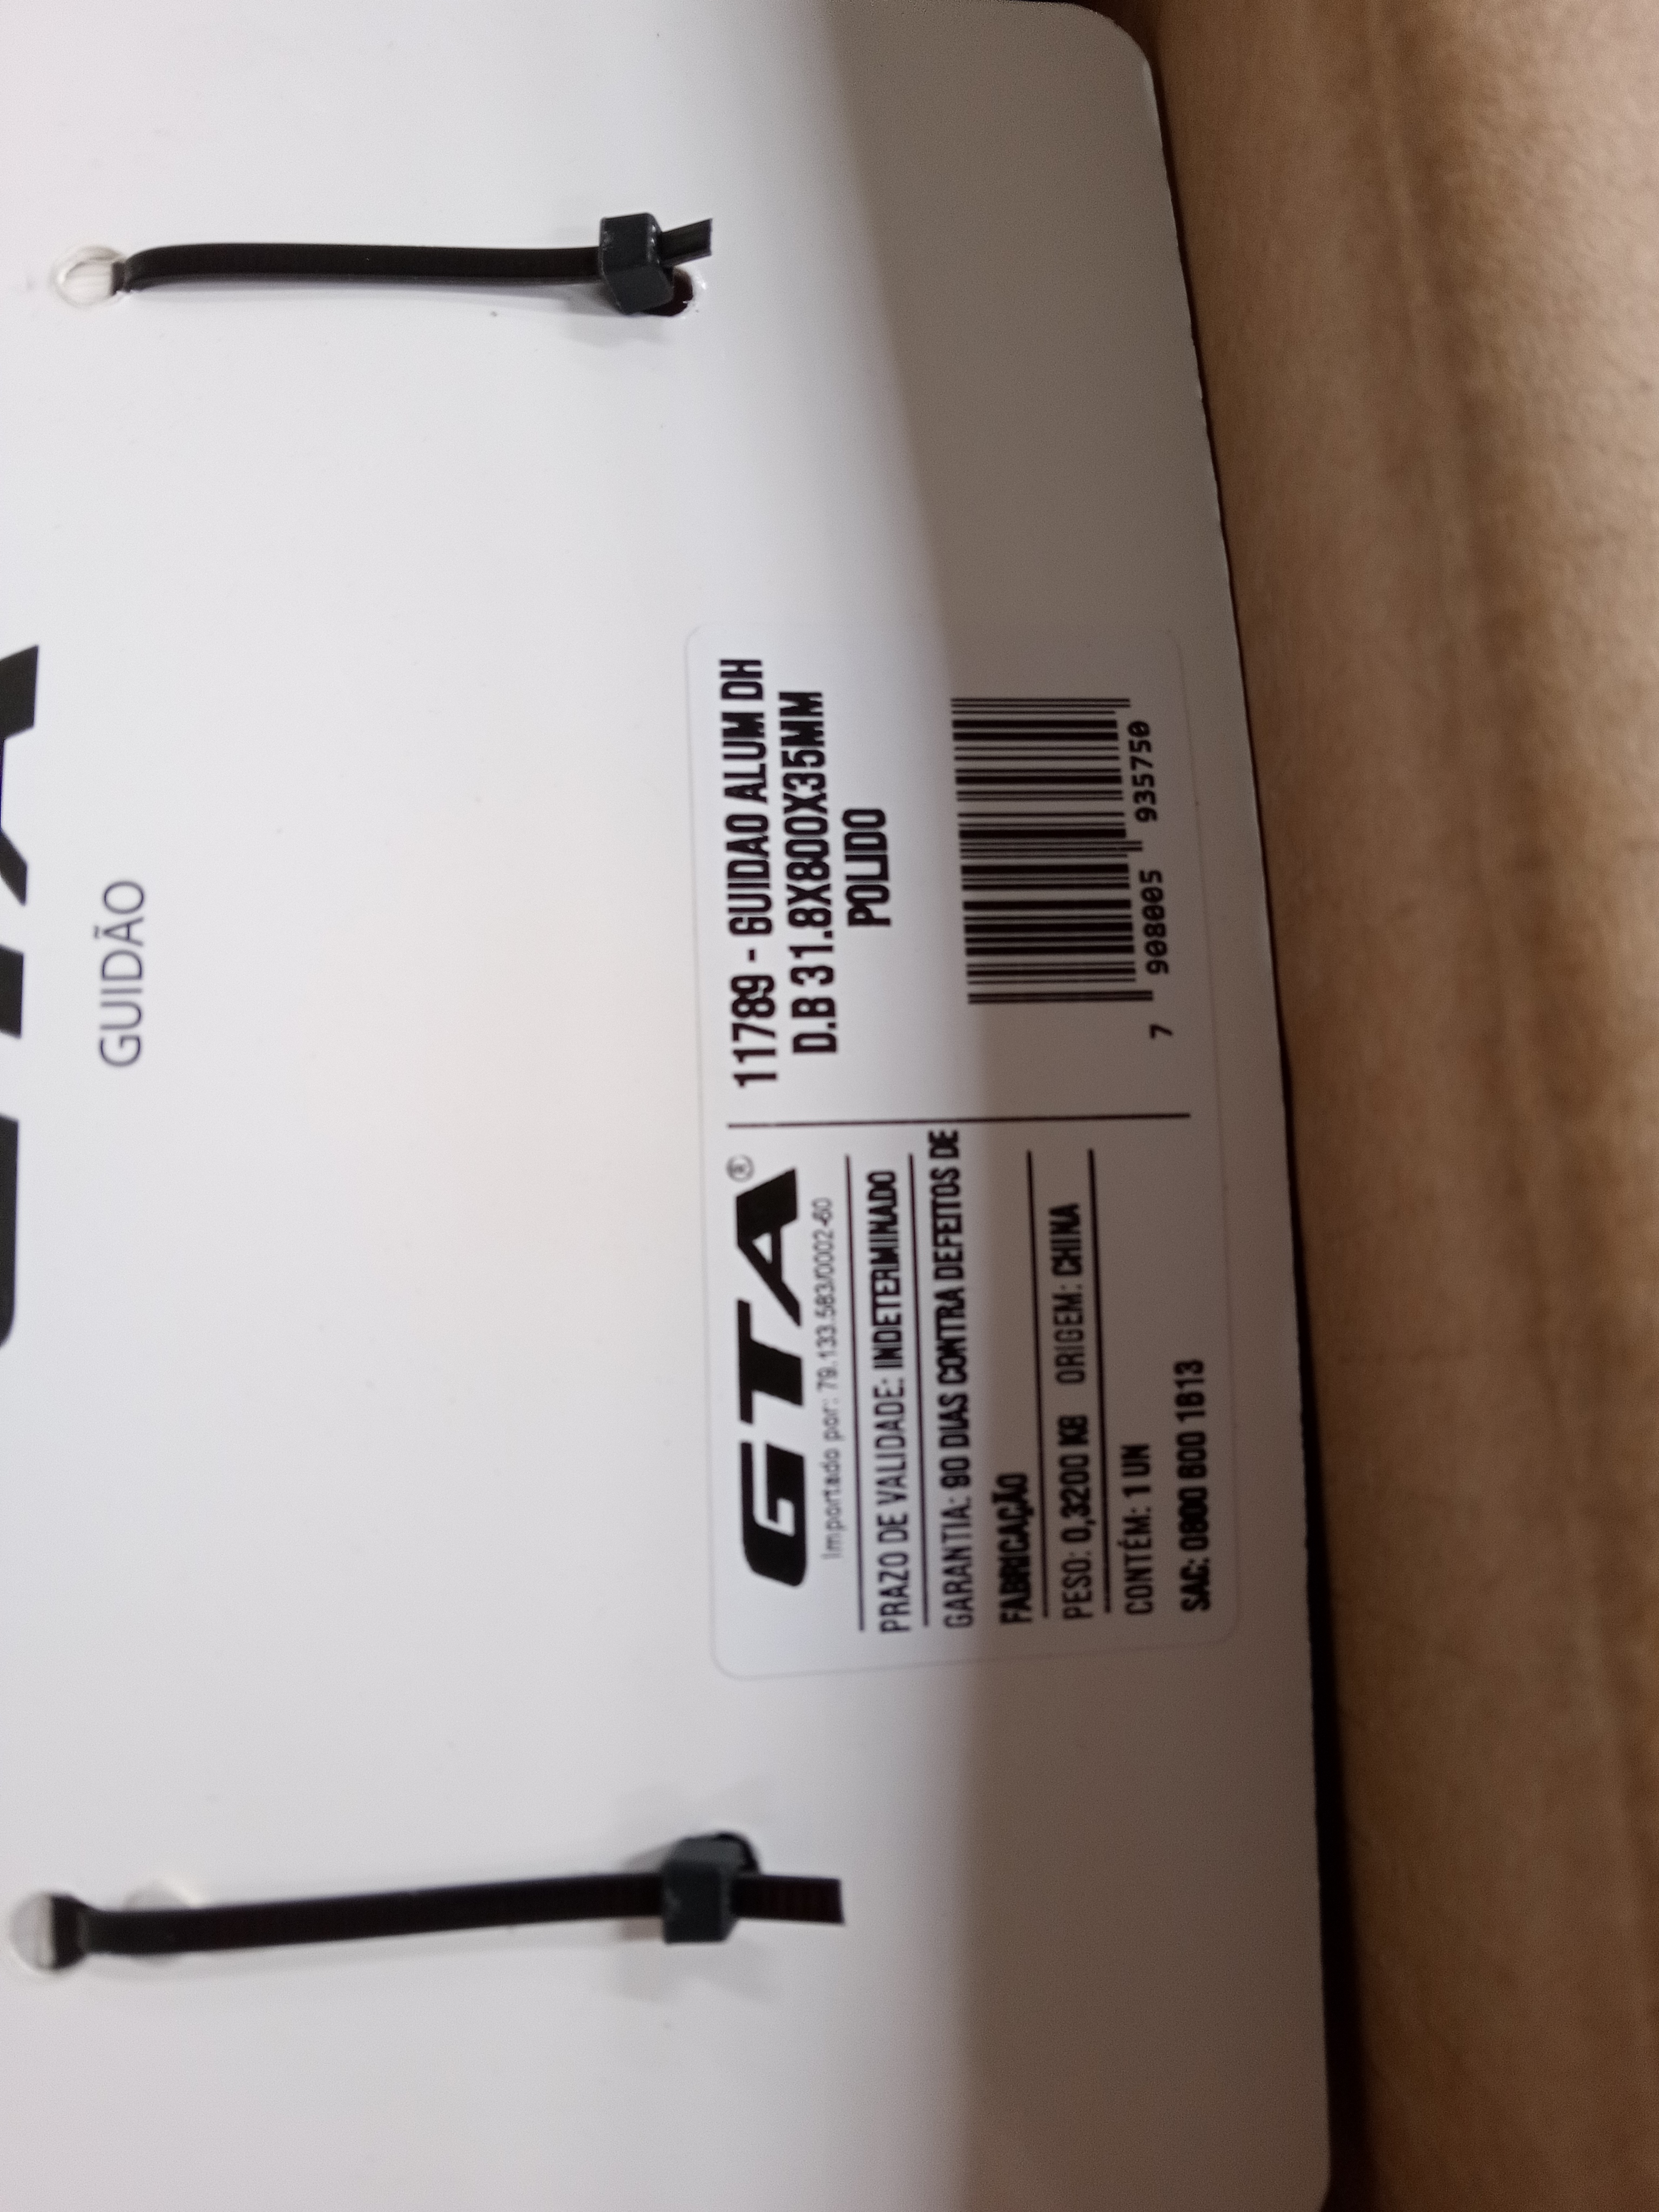 GUIDÃO
GTA®
Importado por: 79.133.583/0002-60
PRAZO DE VALIDADE: INDETERMINADO
GARANTIA: 90 DIAS CONTRA DEFEITOS DE
FABRICAÇÃO
PESO: 0,3200 KG ORIGEM: CHINA
CONTÉM: 1 UN
SAC: 0800 600 1613
11789 - GUIDAO ALUM DH
D.B 31.8X800X35MM
POLIDO
7 908005 935750